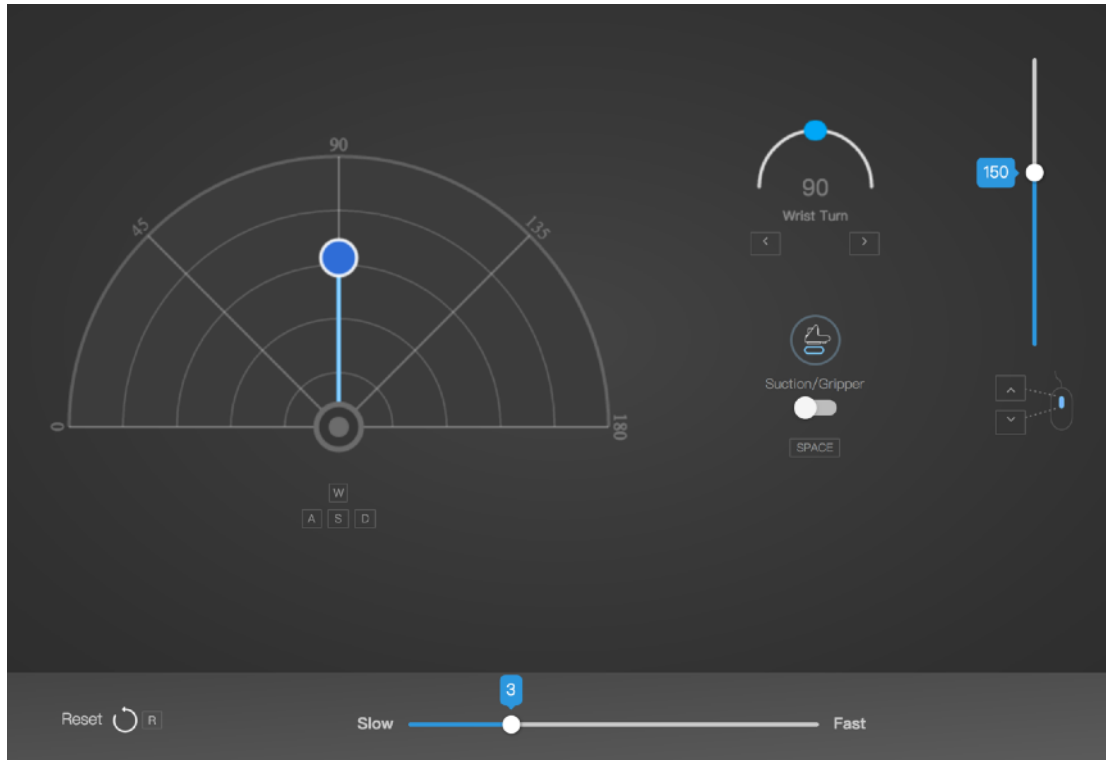 90
45
135
0
180
W
A S D
90
Wrist Turn
< >
Suction/Gripper
SPACE
150
Reset R
3
Slow Fast